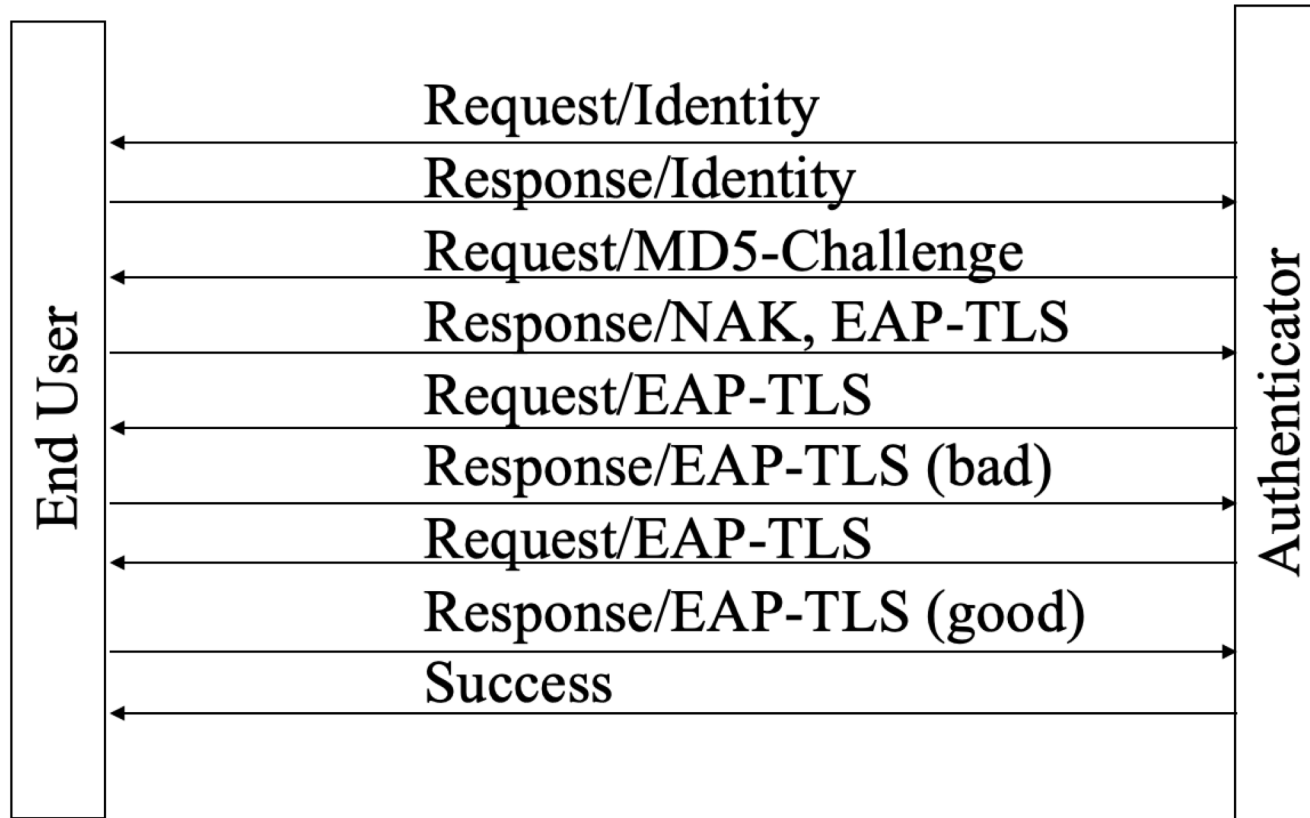 End User
Request/Identity
Response/Identity
Request/MD5-Challenge
Response/NAK, EAP-TLS
Request/EAP-TLS
Response/EAP-TLS (bad)
Request/EAP-TLS
Response/EAP-TLS (good)
Success
Authenticator